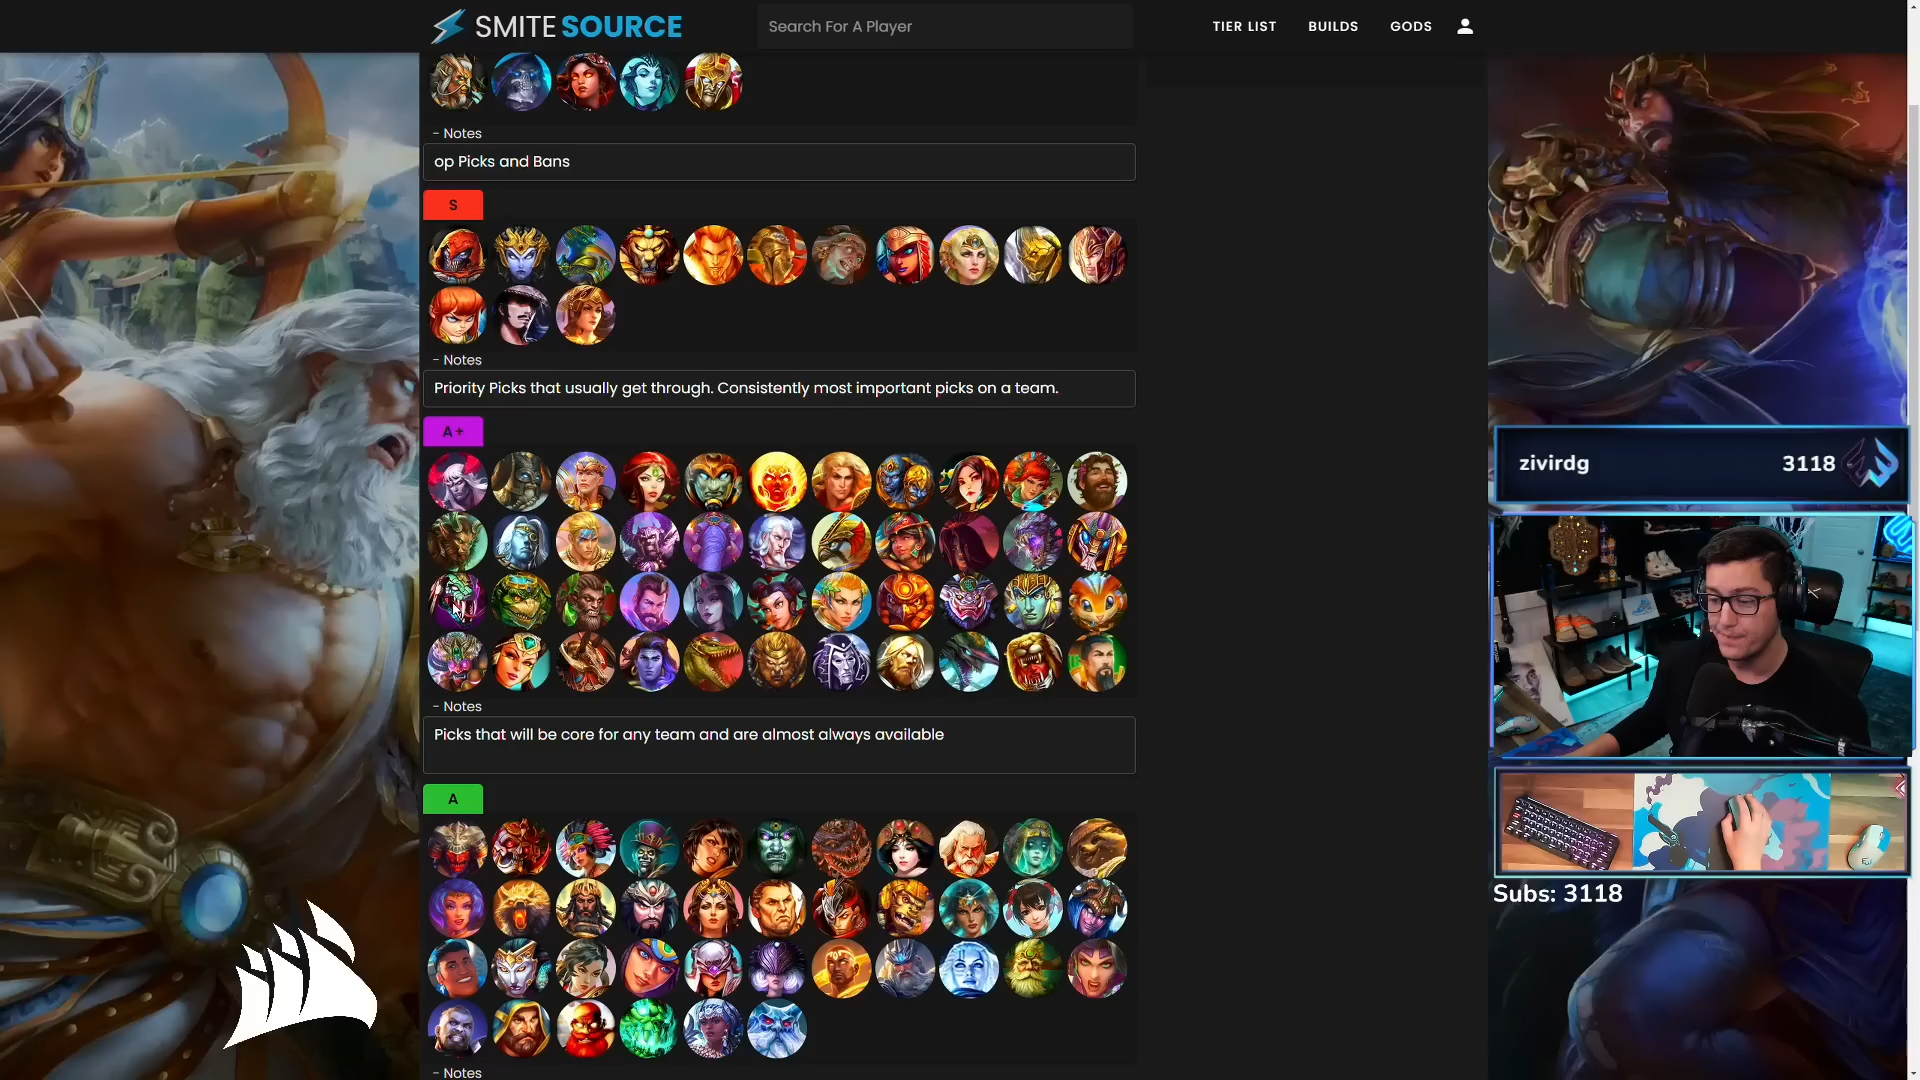 SMITE SOURCE
Search For A Player
TIER LIST
BUILDS
GODS
- Notes
op Picks and Bans
S
- Notes
Priority Picks that usually get through. Consistently most important picks on a team.
A+
- Notes
Picks that will be core for any team and are almost always available
A
- Notes
zivirdg
3118
Subs: 3118